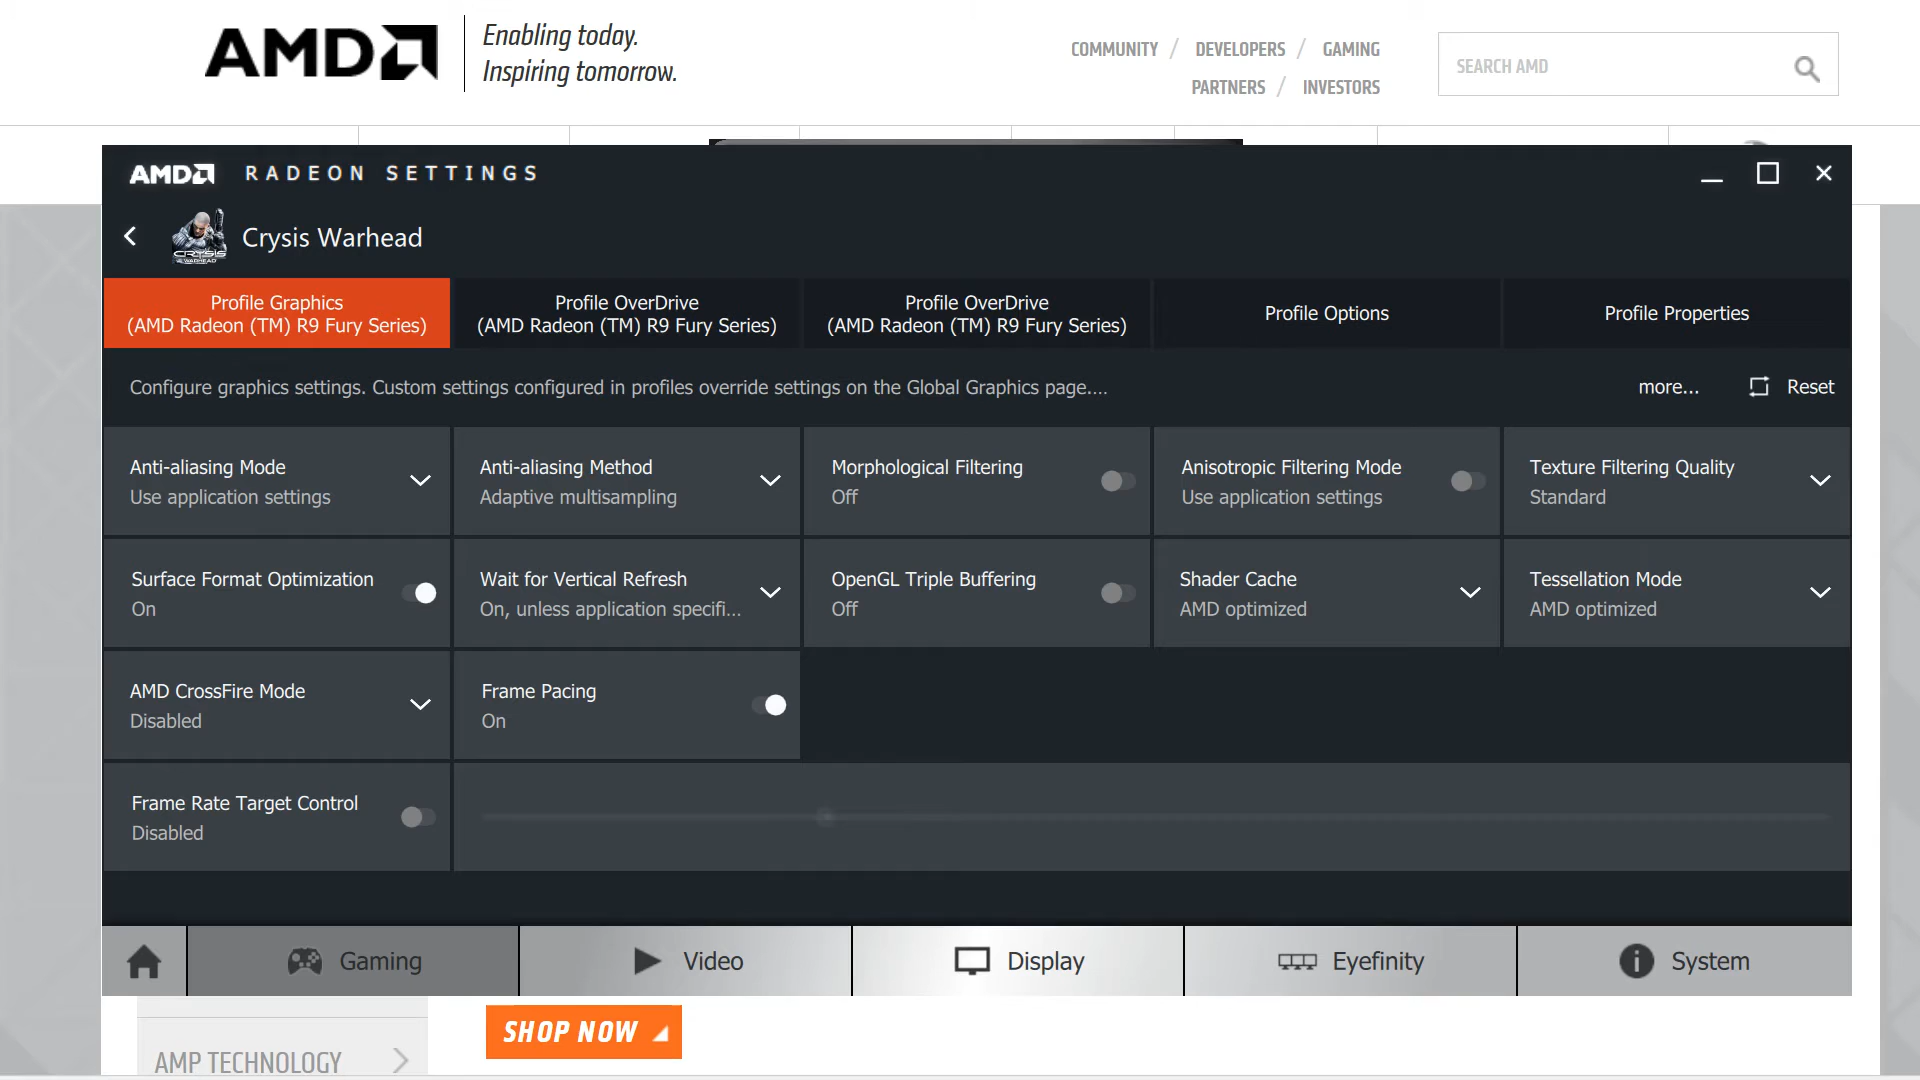 AMD
Enabling today.
Inspiring tomorrow.
COMMUNITY / DEVELOPERS / GAMING
PARTNERS / INVESTORS
SEARCH AMD
AMD RADEON SETTINGS
CRYSIS
WARHEAD
Crysis Warhead
Profile Graphics
(AMD Radeon (TM) R9 Fury Series)
Profile OverDrive
(AMD Radeon (TM) R9 Fury Series)
Profile OverDrive
(AMD Radeon (TM) R9 Fury Series)
Profile Options
Profile Properties
Configure graphics settings. Custom settings configured in profiles override settings on the Global Graphics page....
more...
Reset
Anti-aliasing Mode
Use application settings
Anti-aliasing Method
Adaptive multisampling
Morphological Filtering
Off
Anisotropic Filtering Mode
Use application settings
Texture Filtering Quality
Standard
Surface Format Optimization
On
Wait for Vertical Refresh
On, unless application specifi...
OpenGL Triple Buffering
Off
Shader Cache
AMD optimized
Tessellation Mode
AMD optimized
AMD CrossFire Mode
Disabled
Frame Pacing
On
Frame Rate Target Control
Disabled
Gaming
Video
Display
Eyefinity
System
SHOP NOW
AMP TECHNOLOGY